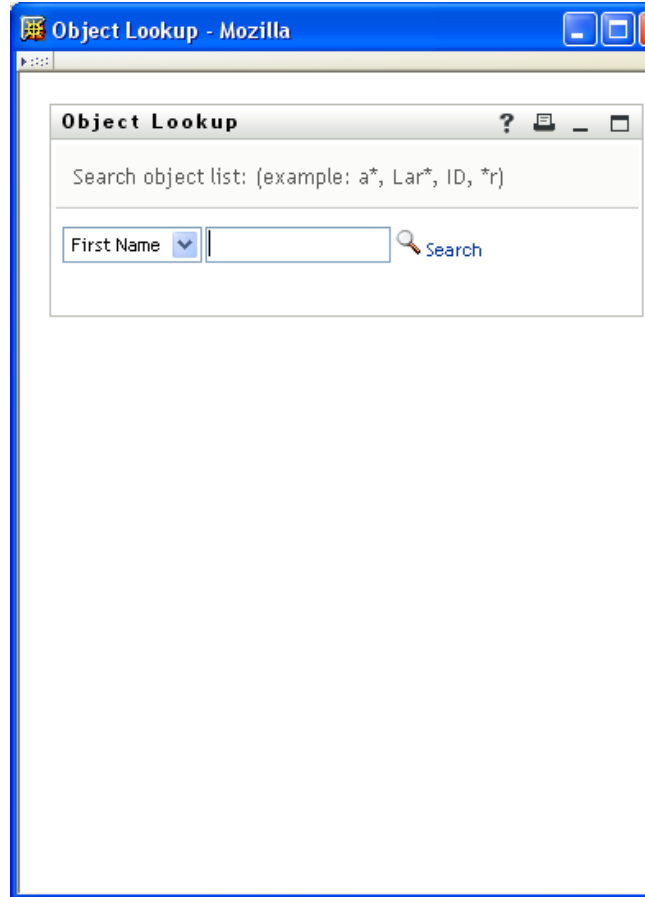 Object Lookup - Mozilla
Object Lookup
Search object list: (example: a*, Lar*, ID, *r)
First Name
Search